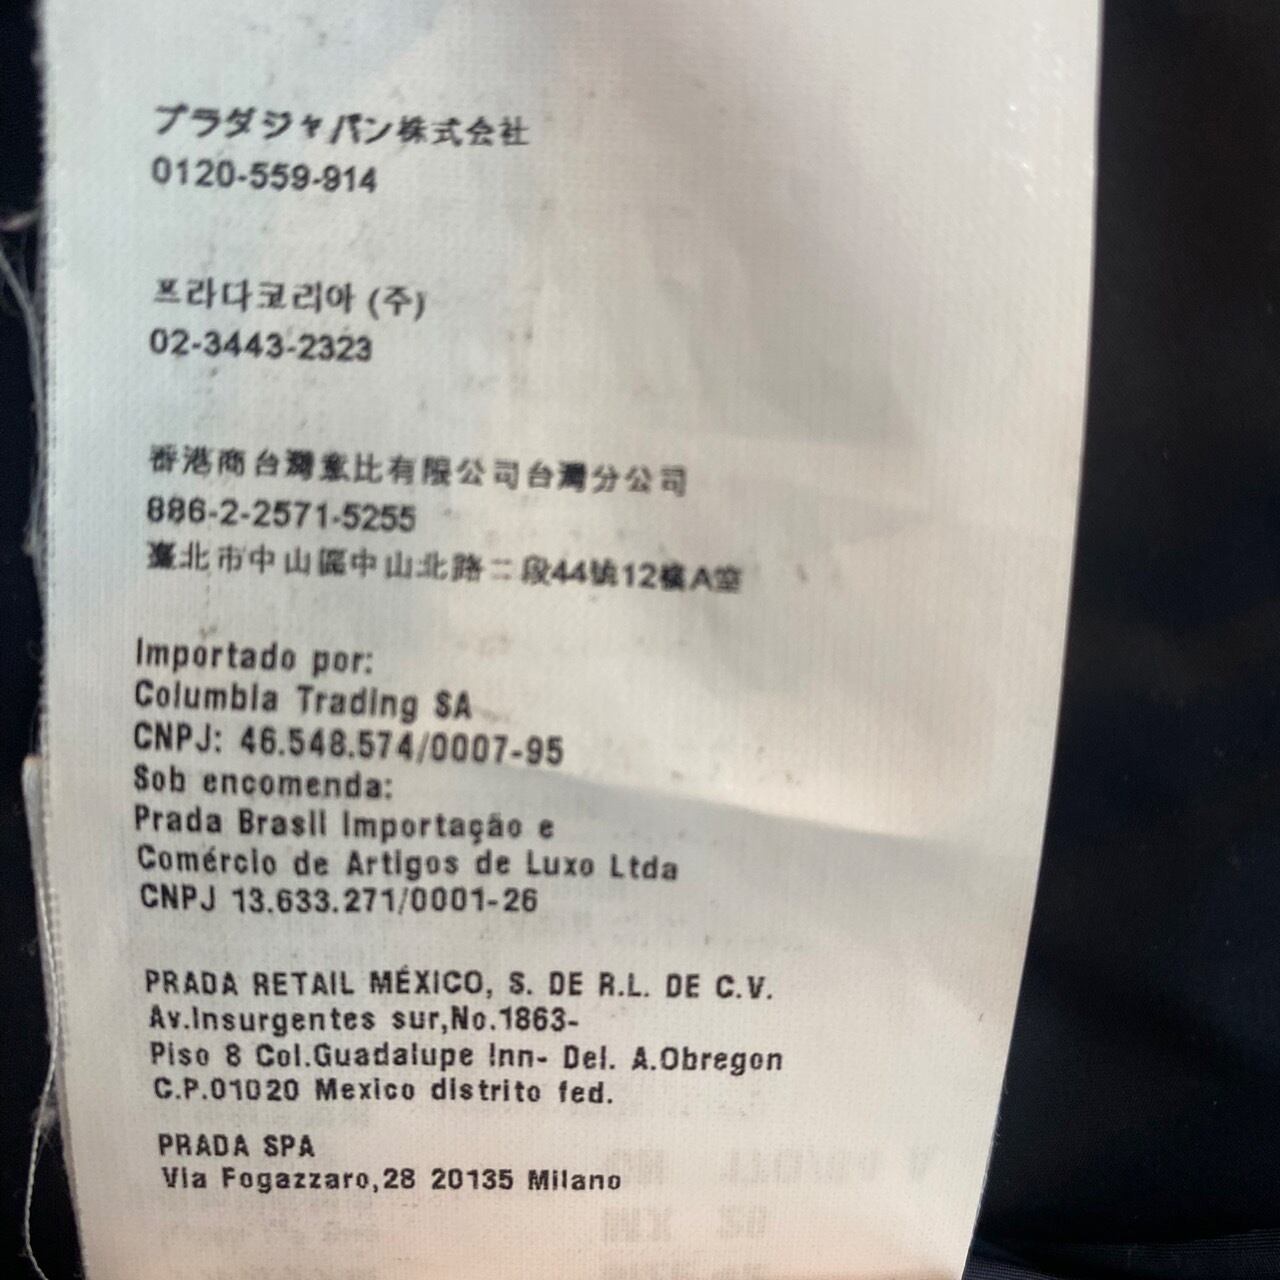 プラダジャパン株式会社
0120-559-914
프라다코리아 (주)
02-3443-2323
香港商台灣意比有限公司台灣分公司
886-2-2571-5255
臺北市中山區中山北路二段44號12樓A室
Importado por:
Columbia Trading SA
CNPJ: 46.548.574/0007-95
Sob encomenda:
Prada Brasil Importação e
Comércio de Artigos de Luxo Ltda
CNPJ 13.633.271/0001-26
PRADA RETAIL MÉXICO, S. DE R.L. DE C.V.
Av.Insurgentes sur,No.1863-
Piso 8 Col.Guadalupe Inn- Del. A.Obregon
C.P.01020 Mexico distrito fed.
PRADA SPA
Via Fogazzaro,28 20135 Milano